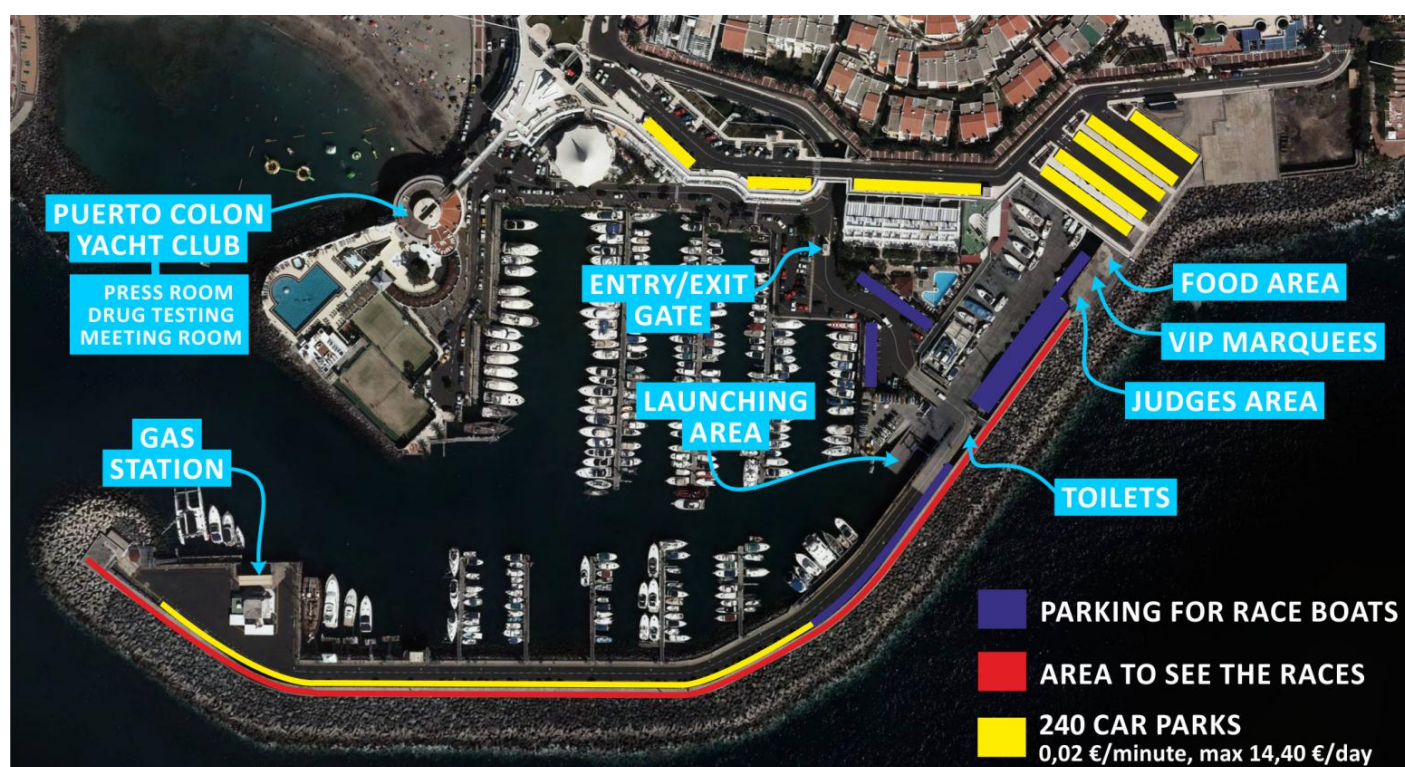 PUERTO COLON
YACHT CLUB
PRESS ROOM
DRUG TESTING
MEETING ROOM
ENTRY/EXIT
GATE
FOOD AREA
VIP MARQUEES
JUDGES AREA
LAUNCHING
AREA
GAS
STATION
TOILETS
PARKING FOR RACE BOATS
AREA TO SEE THE RACES
240 CAR PARKS
0,02 €/minute, max 14,40 €/day